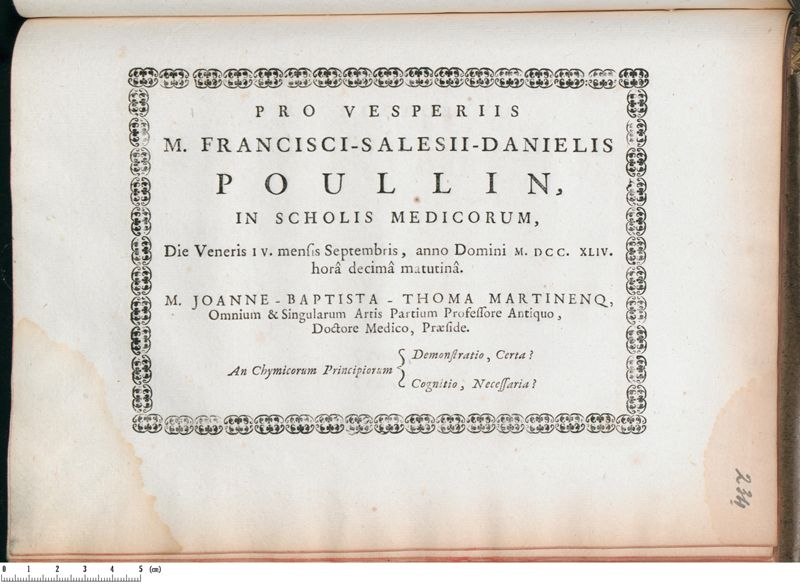 PRO VESPERIIS
M. FRANCISCI-SALESII-DANIELIS
POULLIN,
IN SCHOLIS MEDICORUM,
Die Veneris IV. mensis Septembris, anno Domini M. DCC. XLIV.
horâ decimâ matutinâ.
M. JOANNE-BAPTISTA-THOMA MARTINENQ,
Omnium & Singularum Artis Partium Professore Antiquo,
Doctore Medico, Præside.
An Chymicorum Principiorum { Demonstratio, Certa?
Cognitio, Necessaria?
234
0 1 2 3 4 5 (cm)